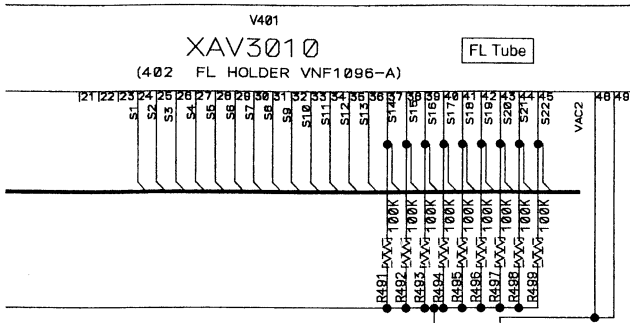 V401
XAV3010
FL Tube
(402 FL HOLDER VNF1096-A)
21 22 23 24 25 26 27 28 29 30 31 32 33 34 35 36 37 38 39 40 41 42 43 44 45 48 49
S1 S2 S3 S4 S5 S6 S7 S8 S9 S10 S11 S12 S13 S14 S15 S16 S17 S18 S19 S20 S21 S22 VAC2
100K 100K 100K 100K 100K 100K 100K 100K 100K
R491 R492 R493 R494 R495 R496 R497 R498 R499